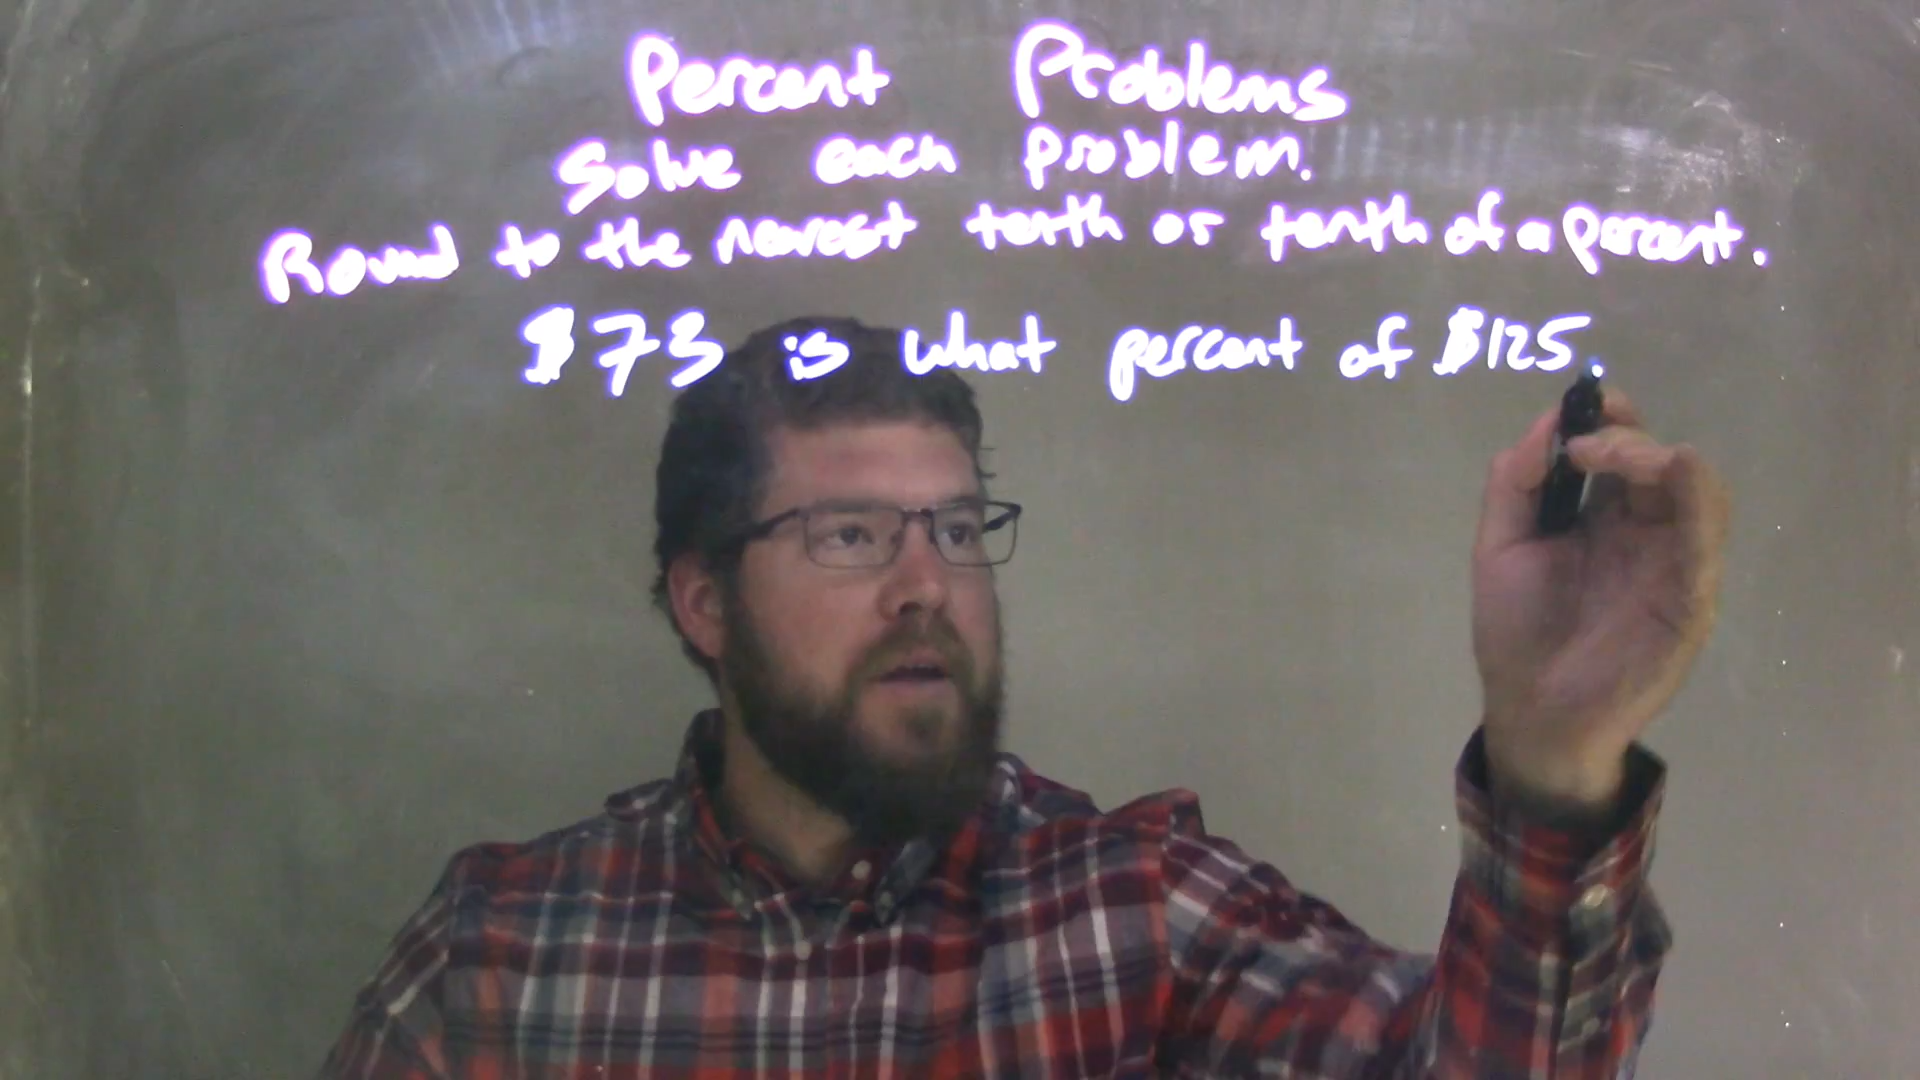 Percent Problems
Solve each problem.
Round to the nearest tenth or tenth of a percent.
$73 is what percent of $125.